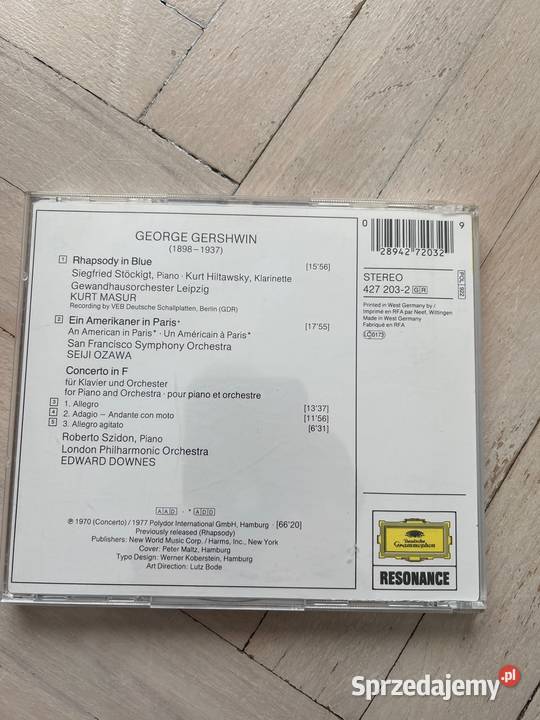 GEORGE GERSHWIN
(1898–1937)
1 Rhapsody in Blue [15'56]
Siegfried Stöckigt, Piano · Kurt Hiltawsky, Klarinette
Gewandhausorchester Leipzig
KURT MASUR
Recording by VEB Deutsche Schallplatten, Berlin (GDR)
2 Ein Amerikaner in Paris* [17'55]
An American in Paris* · Un Américain à Paris*
San Francisco Symphony Orchestra
SEIJI OZAWA
Concerto in F
für Klavier und Orchester
for Piano and Orchestra · pour piano et orchestre
3 1. Allegro [13'37]
4 2. Adagio – Andante con moto [11'56]
5 3. Allegro agitato [6'31]
Roberto Szidon, Piano
London Philharmonic Orchestra
EDWARD DOWNES
AAD · *ADD
℗ 1970 (Concerto) / 1977 Polydor International GmbH, Hamburg · [66'20]
Previously released (Rhapsody)
Publishers: New World Music Corp. / Harms, Inc., New York
Cover: Peter Maltz, Hamburg
Typo Design: Werner Koberstein, Hamburg
Art Direction: Lutz Bode
0 28942 72032 9
STEREO
427 203-2 GR
POL. 922
Printed in West Germany by /
Imprimé en RFA par Neef, Wittingen
Made in West Germany
Fabriqué en RFA
LC 0173
Deutsche
Grammophon
RESONANCE
Sprzedajemy.pl